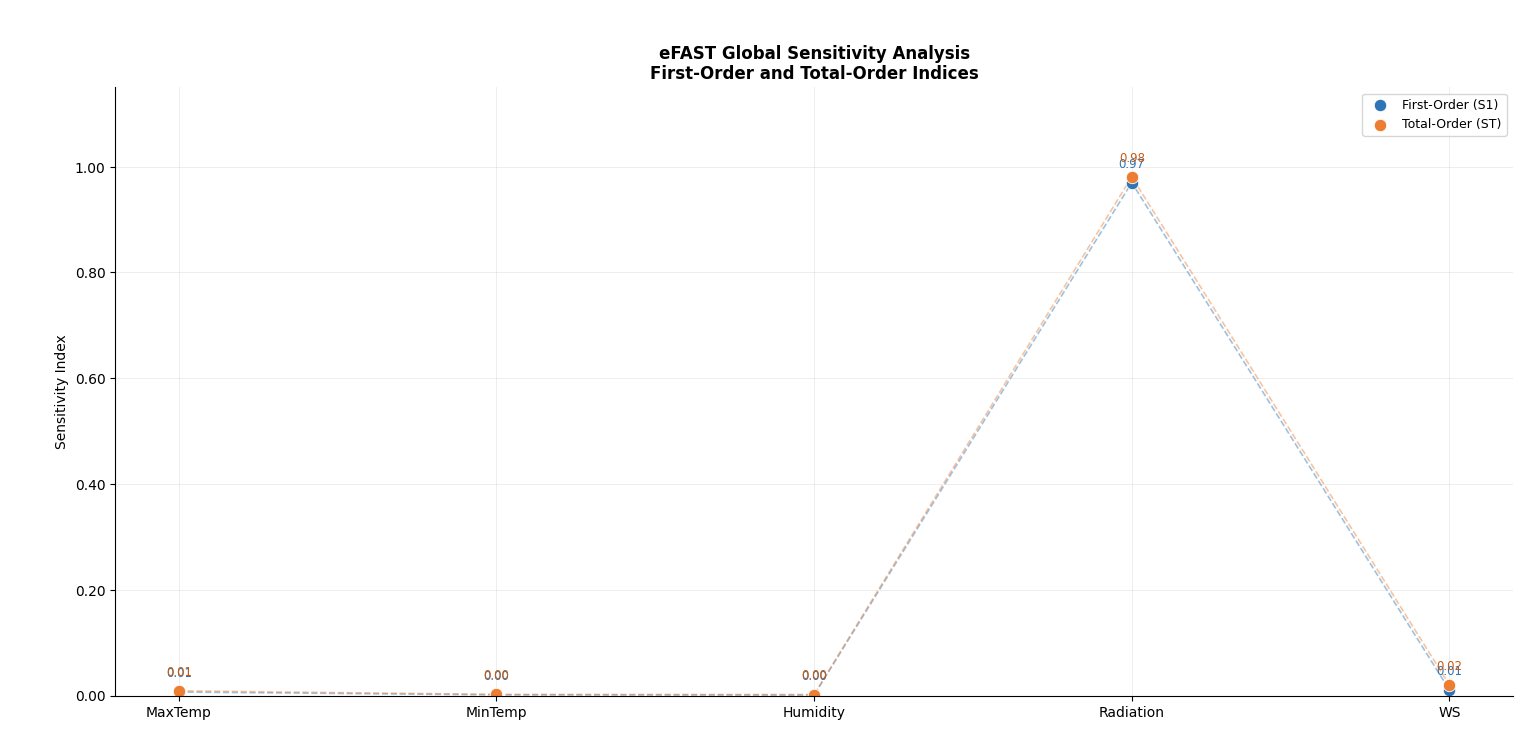 eFAST Global Sensitivity Analysis
First-Order and Total-Order Indices
First-Order (S1)
Total-Order (ST)
Sensitivity Index
1.00
0.80
0.60
0.40
0.20
0.00
0.01
0.00
0.00
0.98
0.97
0.02
0.01
MaxTemp
MinTemp
Humidity
Radiation
WS